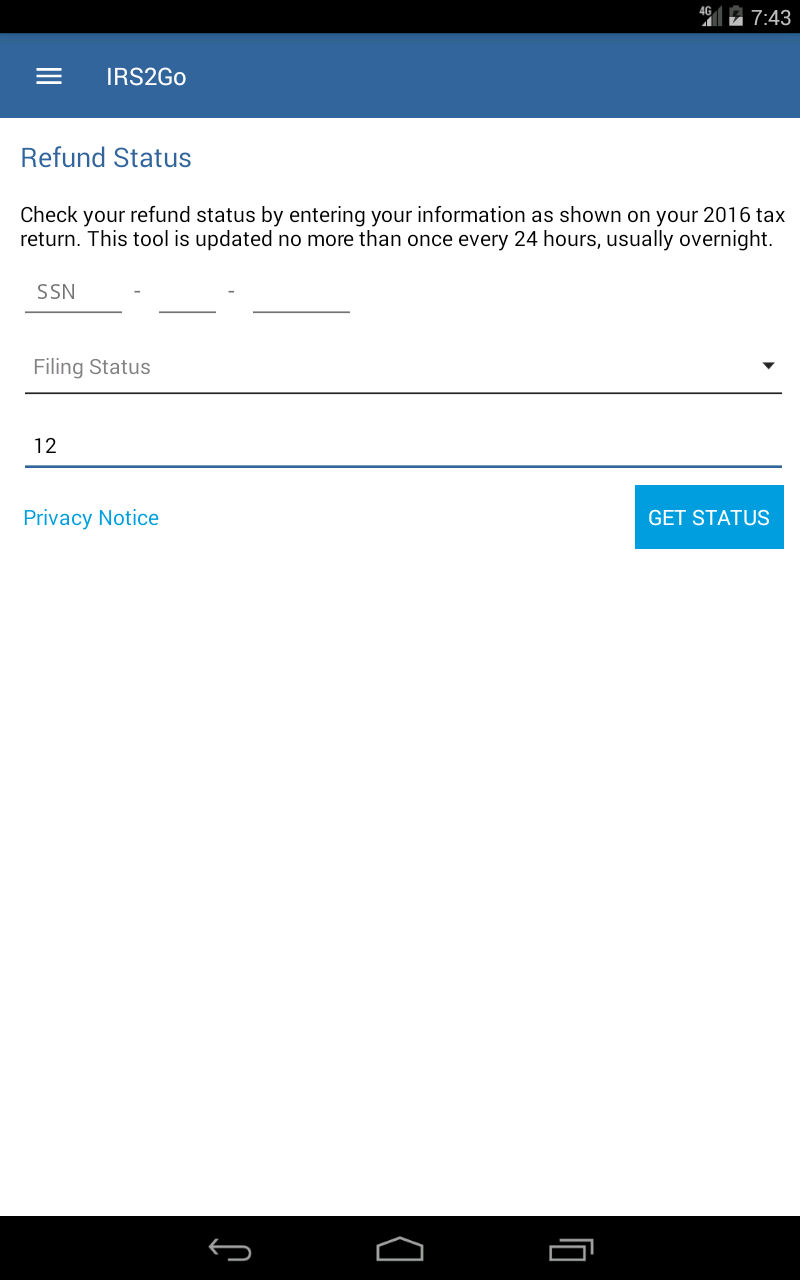 4G 7:43
IRS2Go
Refund Status
Check your refund status by entering your information as shown on your 2016 tax
return. This tool is updated no more than once every 24 hours, usually overnight.
SSN - -
Filing Status
12
Privacy Notice GET STATUS